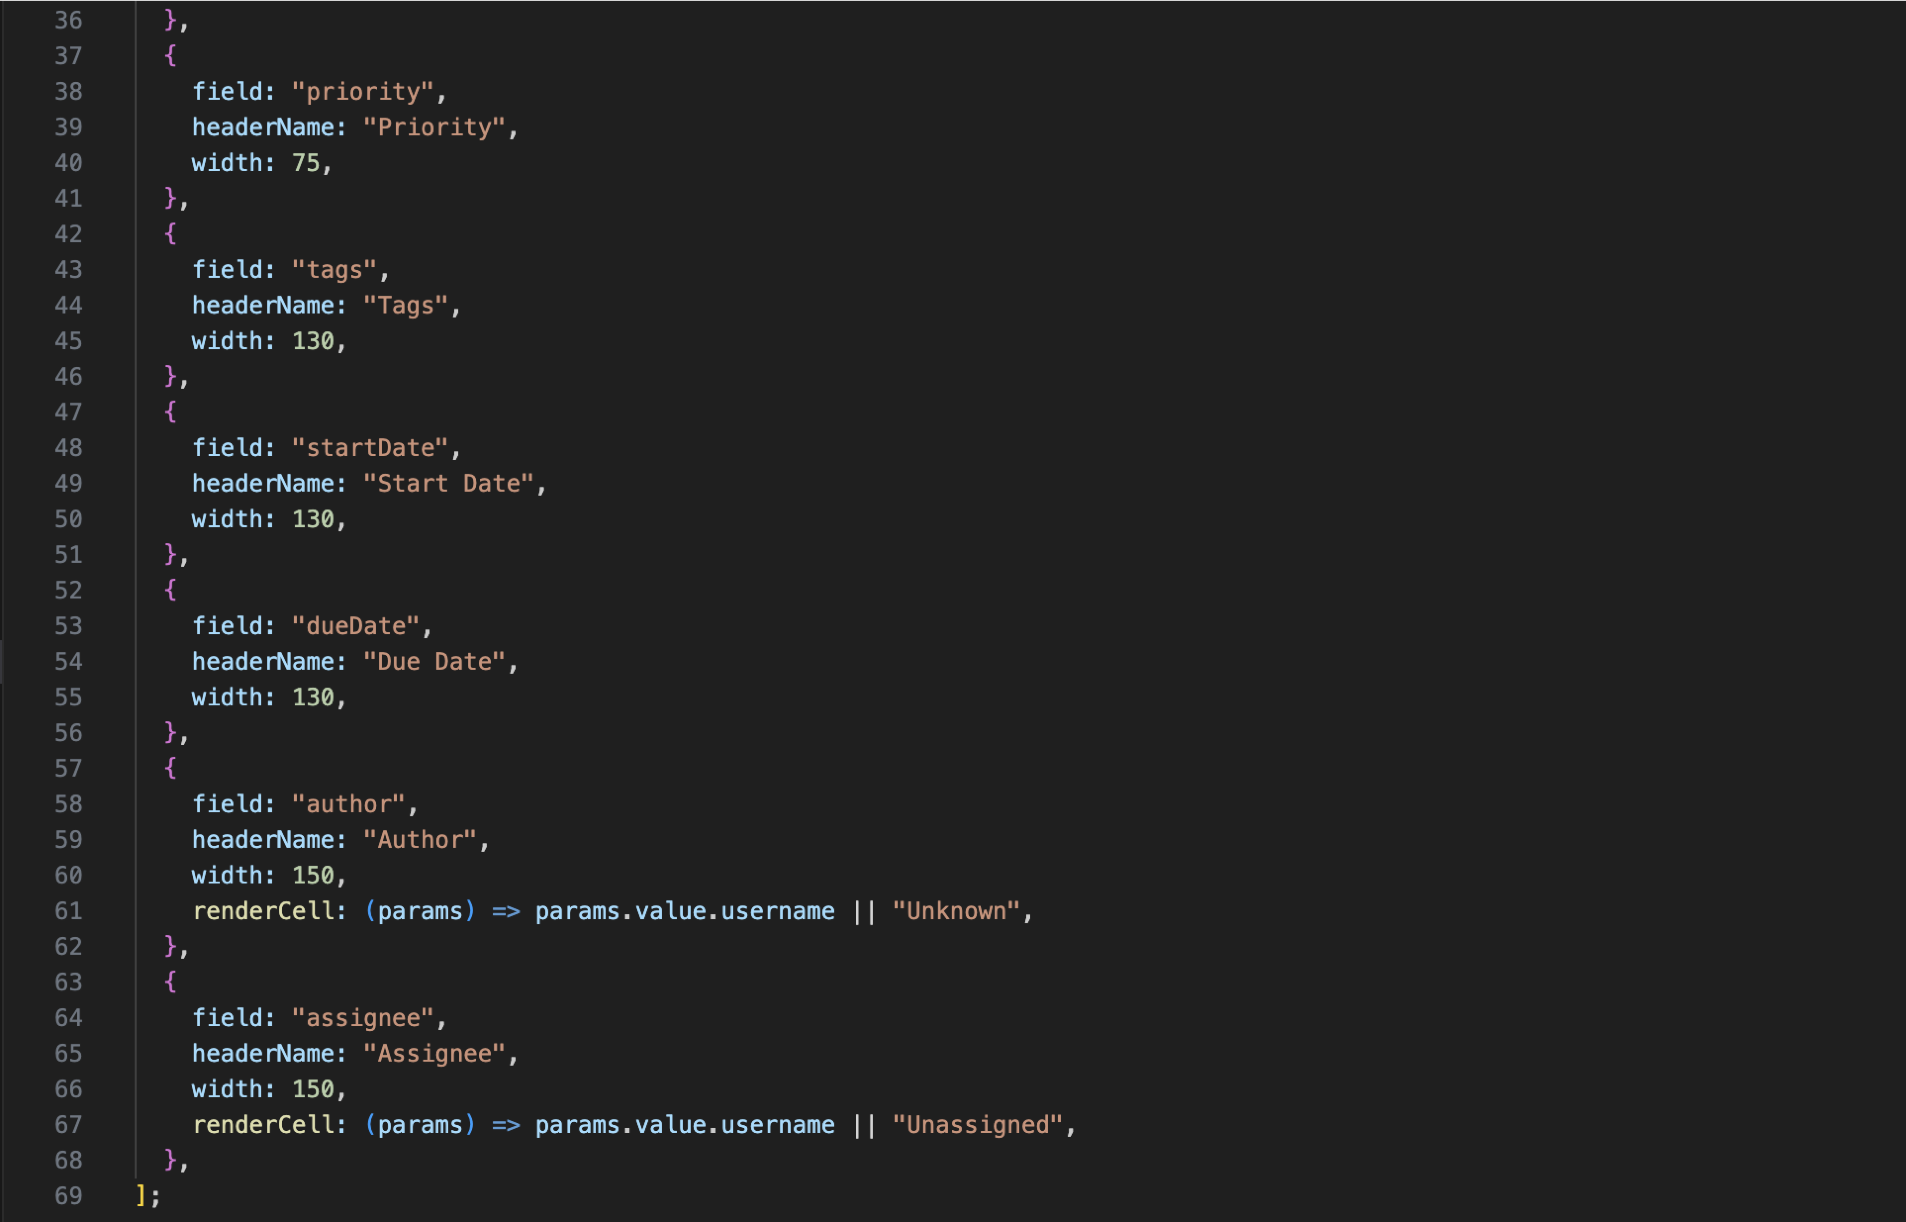 36 },
37 {
38 field: "priority",
39 headerName: "Priority",
40 width: 75,
41 },
42 {
43 field: "tags",
44 headerName: "Tags",
45 width: 130,
46 },
47 {
48 field: "startDate",
49 headerName: "Start Date",
50 width: 130,
51 },
52 {
53 field: "dueDate",
54 headerName: "Due Date",
55 width: 130,
56 },
57 {
58 field: "author",
59 headerName: "Author",
60 width: 150,
61 renderCell: (params) => params.value.username || "Unknown",
62 },
63 {
64 field: "assignee",
65 headerName: "Assignee",
66 width: 150,
67 renderCell: (params) => params.value.username || "Unassigned",
68 },
69 ];